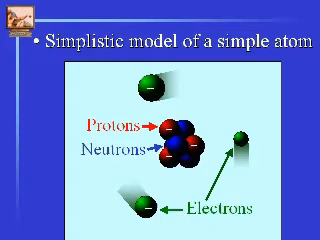 • Simplistic model of a simple atom
−
Protons
−
−
Neutrons
−
−
Electrons
−